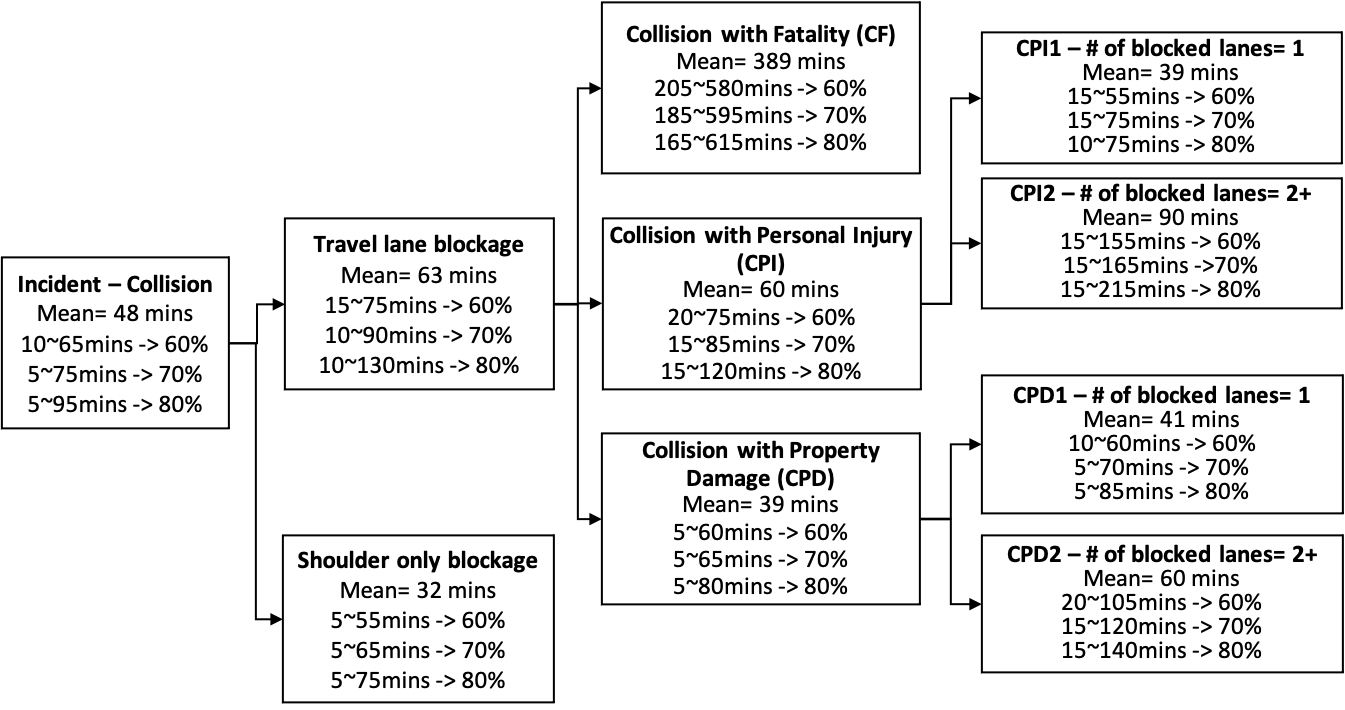 Incident – Collision
Mean= 48 mins
10~65mins -> 60%
5~75mins -> 70%
5~95mins -> 80%
Travel lane blockage
Mean= 63 mins
15~75mins -> 60%
10~90mins -> 70%
10~130mins -> 80%
Shoulder only blockage
Mean= 32 mins
5~55mins -> 60%
5~65mins -> 70%
5~75mins -> 80%
Collision with Fatality (CF)
Mean= 389 mins
205~580mins -> 60%
185~595mins -> 70%
165~615mins -> 80%
Collision with Personal Injury
(CPI)
Mean= 60 mins
20~75mins -> 60%
15~85mins -> 70%
15~120mins -> 80%
Collision with Property
Damage (CPD)
Mean= 39 mins
5~60mins -> 60%
5~65mins -> 70%
5~80mins -> 80%
CPI1 – # of blocked lanes= 1
Mean= 39 mins
15~55mins -> 60%
15~75mins -> 70%
10~75mins -> 80%
CPI2 – # of blocked lanes= 2+
Mean= 90 mins
15~155mins -> 60%
15~165mins ->70%
15~215mins -> 80%
CPD1 – # of blocked lanes= 1
Mean= 41 mins
10~60mins -> 60%
5~70mins -> 70%
5~85mins -> 80%
CPD2 – # of blocked lanes= 2+
Mean= 60 mins
20~105mins -> 60%
15~120mins -> 70%
15~140mins -> 80%